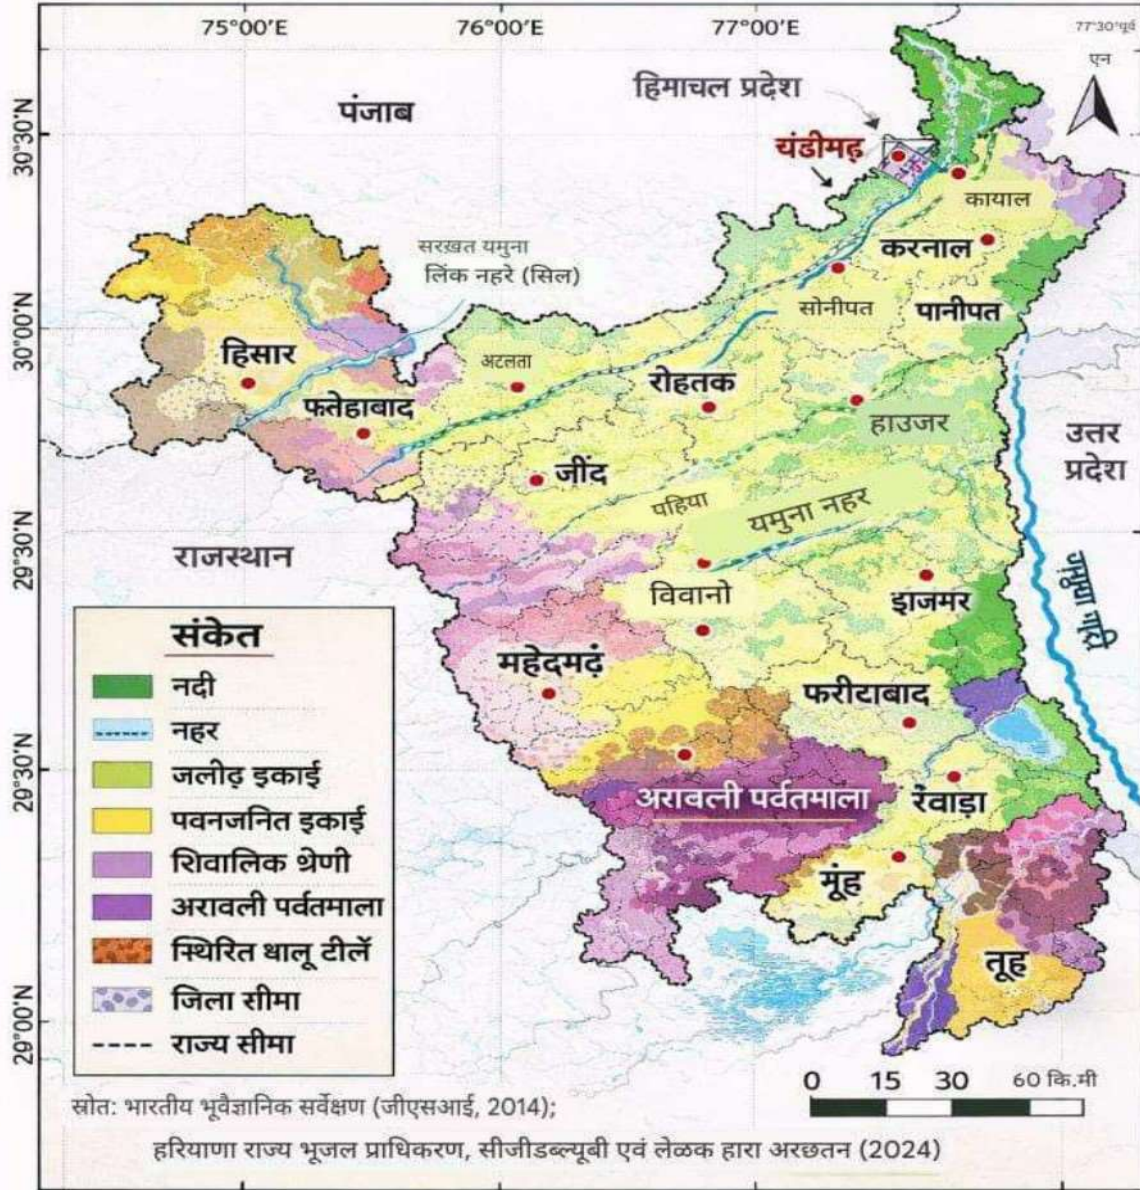 75°00'E
76°00'E
77°00'E
77°30'पूर्व
एन
पंजाब
हिमाचल प्रदेश
यंडीमढ़
30°30'N
कायाल
करनाल
सरख़त यमुना
लिंक नहरे (सिल)
सोनीपत
पानीपत
30°00'N
हिसार
अटलता
रोहतक
फतेहाबाद
हाउजर
उत्तर
प्रदेश
जींद
पहिया
यमुना नहर
29°30'N
राजस्थान
विवानो
झाजमर
संकेत
नदी
नहर
जलोढ़ इकाई
पवनजनित इकाई
शिवालिक श्रेणी
अरावली पर्वतमाला
स्थिरित थालू टीलें
जिला सीमा
राज्य सीमा
महेदमढ़ं
फरीटाबाद
29°30'N
अरावली पर्वतमाला
रंवाड़ा
मूंह
तूह
29°00'N
0 15 30 60 कि.मी
स्रोत: भारतीय भूवैज्ञानिक सर्वेक्षण (जीएसआई, 2014);
हरियाणा राज्य भूजल प्राधिकरण, सीजीडब्ल्यूबी एवं लेळक हारा अरछतन (2024)